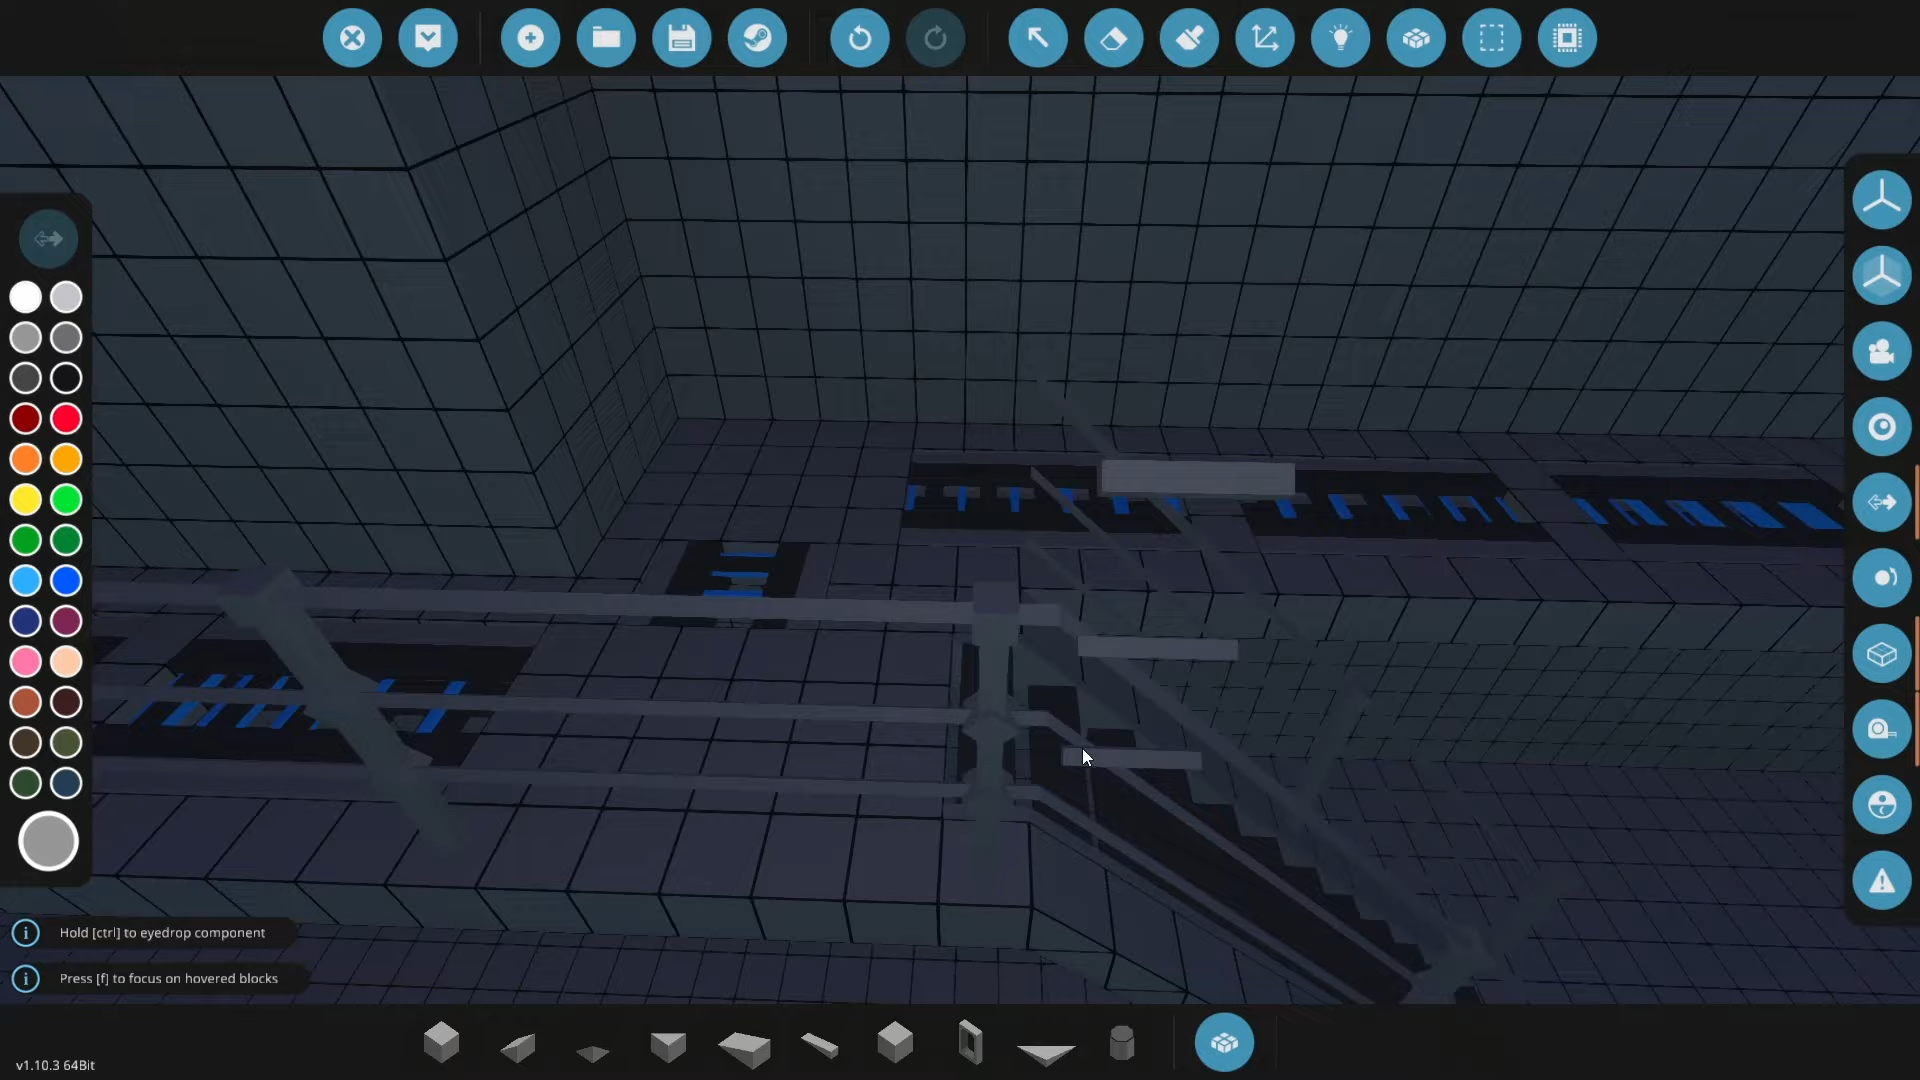 Hold [ctrl] to eyedrop component
Press [f] to focus on hovered blocks
v1.10.3 64Bit